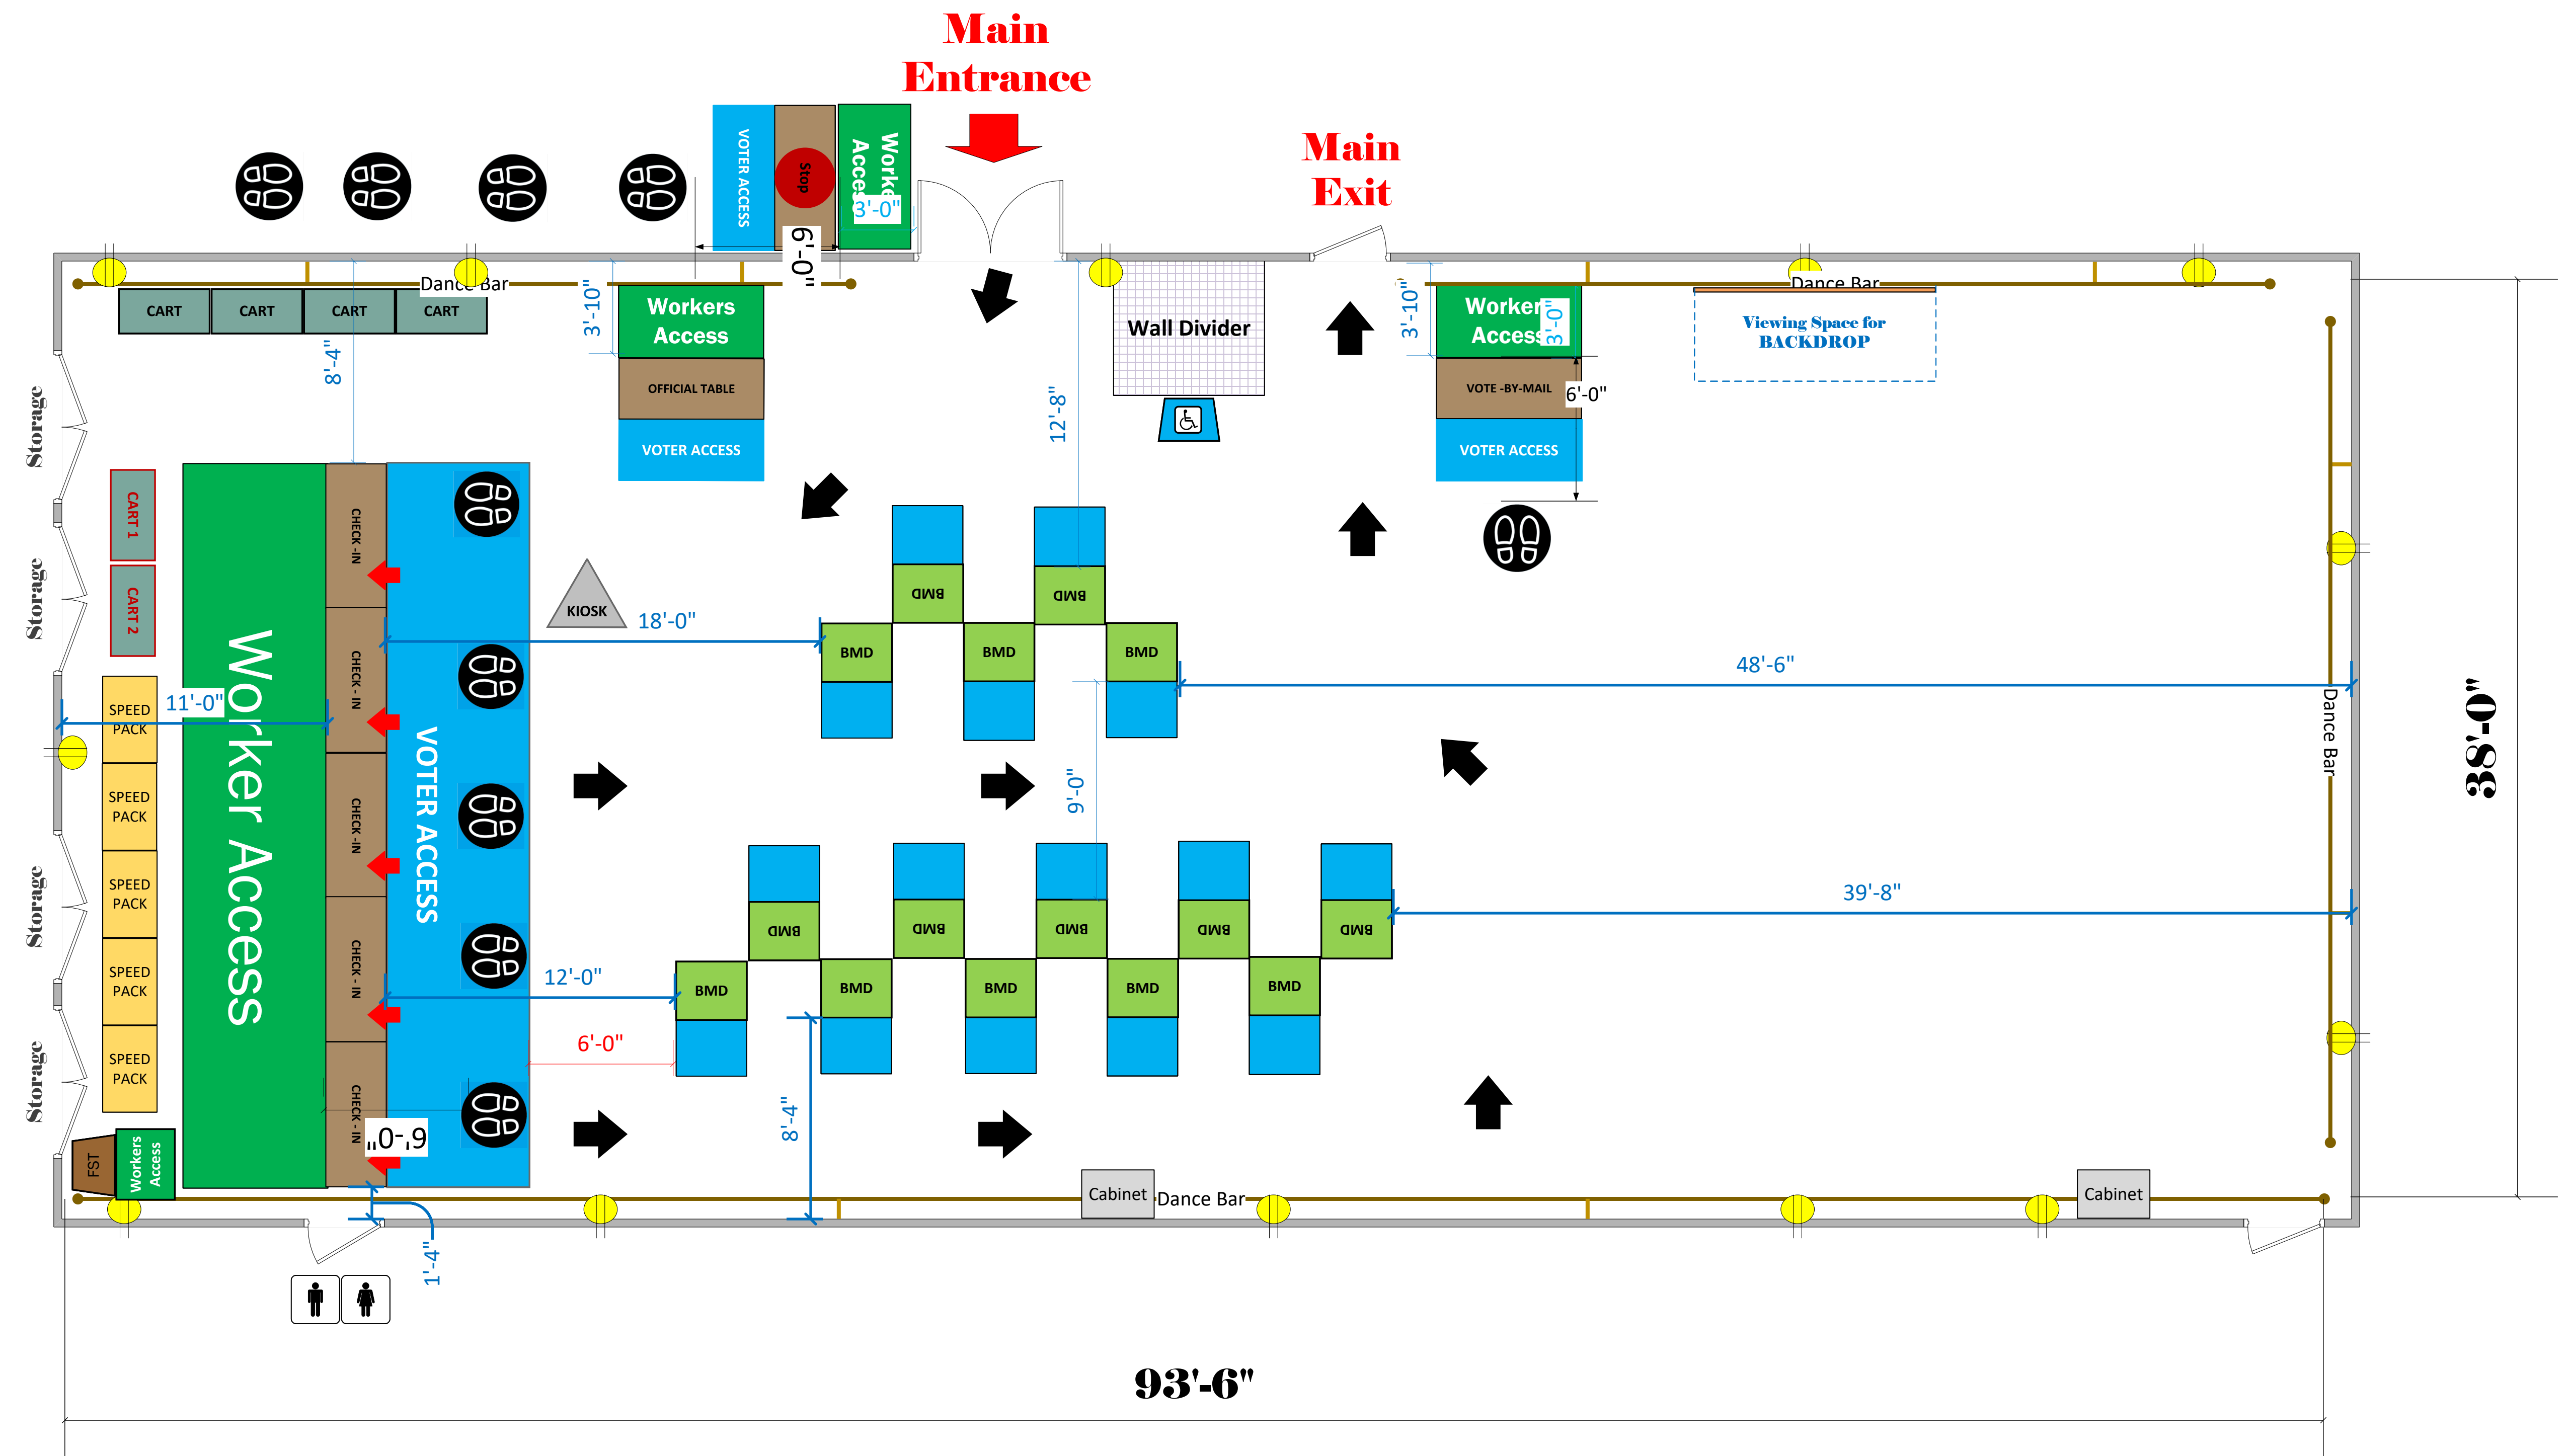 Main
Entrance
Main
Exit
VOTER ACCESS
Stop
Worke
Access
3'-0"
6'-0"
Dance Bar
CART
CART
CART
CART
8'-4"
3'-10"
Workers
Access
OFFICIAL TABLE
VOTER ACCESS
12'-8"
Wall Divider
3'-10"
Worker
Access
3'-0"
VOTE -BY-MAIL
6'-0"
VOTER ACCESS
Dance Bar
Viewing Space for
BACKDROP
Storage
Storage
Storage
Storage
CART 1
CART 2
SPEED
PACK
SPEED
PACK
SPEED
PACK
SPEED
PACK
SPEED
PACK
11'-0"
Worker Access
CHECK -IN
CHECK - IN
CHECK -IN
CHECK - IN
CHECK - IN
VOTER ACCESS
KIOSK
18'-0"
BMD
BMD
BMD
BMD
BMD
48'-6"
9'-0"
BMD
BMD
BMD
BMD
BMD
39'-8"
12'-0"
BMD
BMD
BMD
BMD
BMD
6'-0"
8'-4"
6'-0"
FST
Workers
Access
1'-4"
Cabinet
Dance Bar
Cabinet
Dance Bar
38'-0"
93'-6"